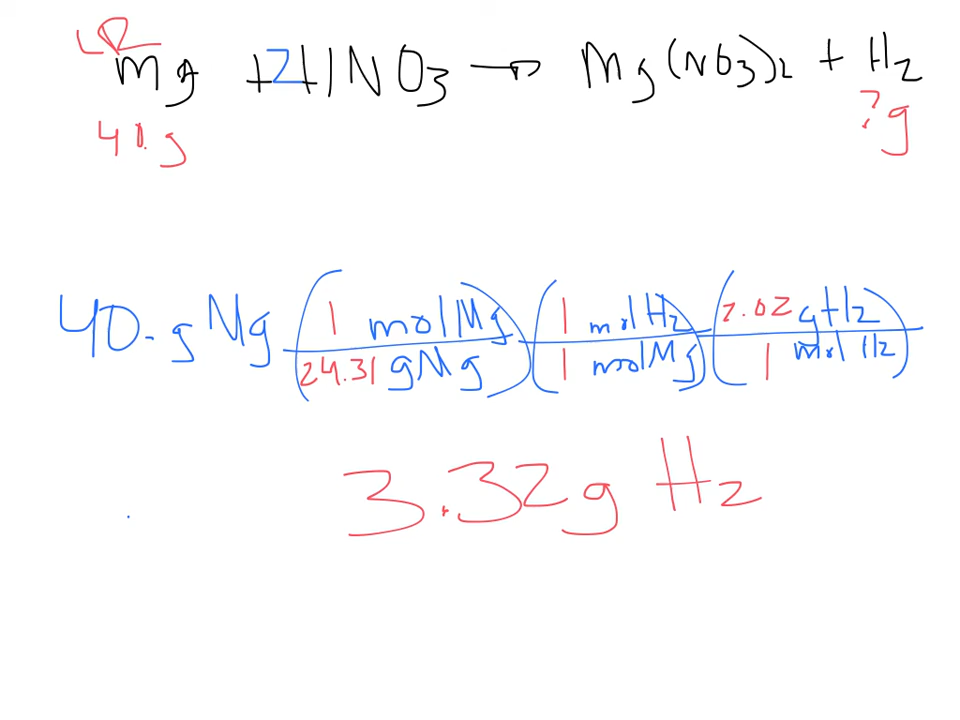 LR
Mg + 2HNO3 → Mg(NO3)2 + H2
40.g ?g
40.g Mg (1 mol Mg / 24.31 g Mg) (1 mol H2 / 1 mol Mg) (2.02 g H2 / 1 mol H2)
3.32g H2